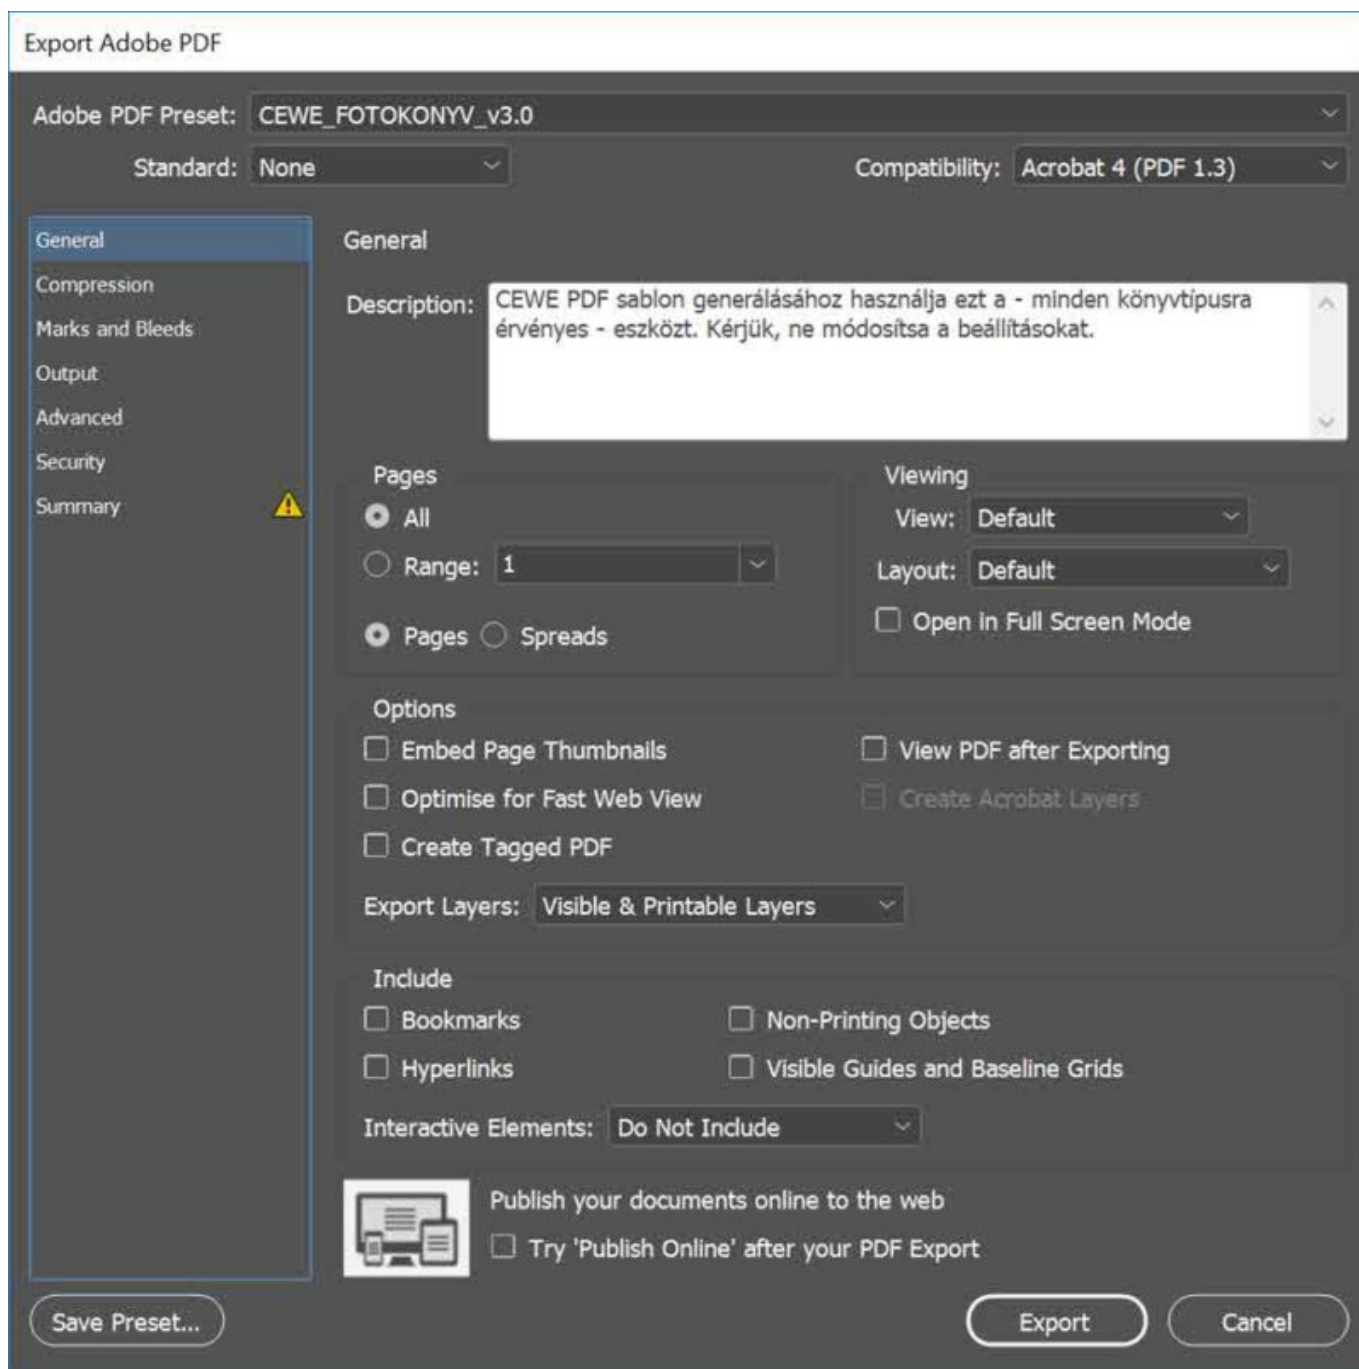 Export Adobe PDF
Adobe PDF Preset: CEWE_FOTOKONYV_v3.0
Standard: None Compatibility: Acrobat 4 (PDF 1.3)
General
Compression
Marks and Bleeds
Output
Advanced
Security
Summary
General
Description: CEWE PDF sablon generálásához használja ezt a - minden könyvtípusra
érvényes - eszközt. Kérjük, ne módosítsa a beállításokat.
Pages
All
Range: 1
Pages Spreads
Viewing
View: Default
Layout: Default
Open in Full Screen Mode
Options
Embed Page Thumbnails View PDF after Exporting
Optimise for Fast Web View Create Acrobat Layers
Create Tagged PDF
Export Layers: Visible & Printable Layers
Include
Bookmarks Non-Printing Objects
Hyperlinks Visible Guides and Baseline Grids
Interactive Elements: Do Not Include
Publish your documents online to the web
Try 'Publish Online' after your PDF Export
Save Preset... Export Cancel